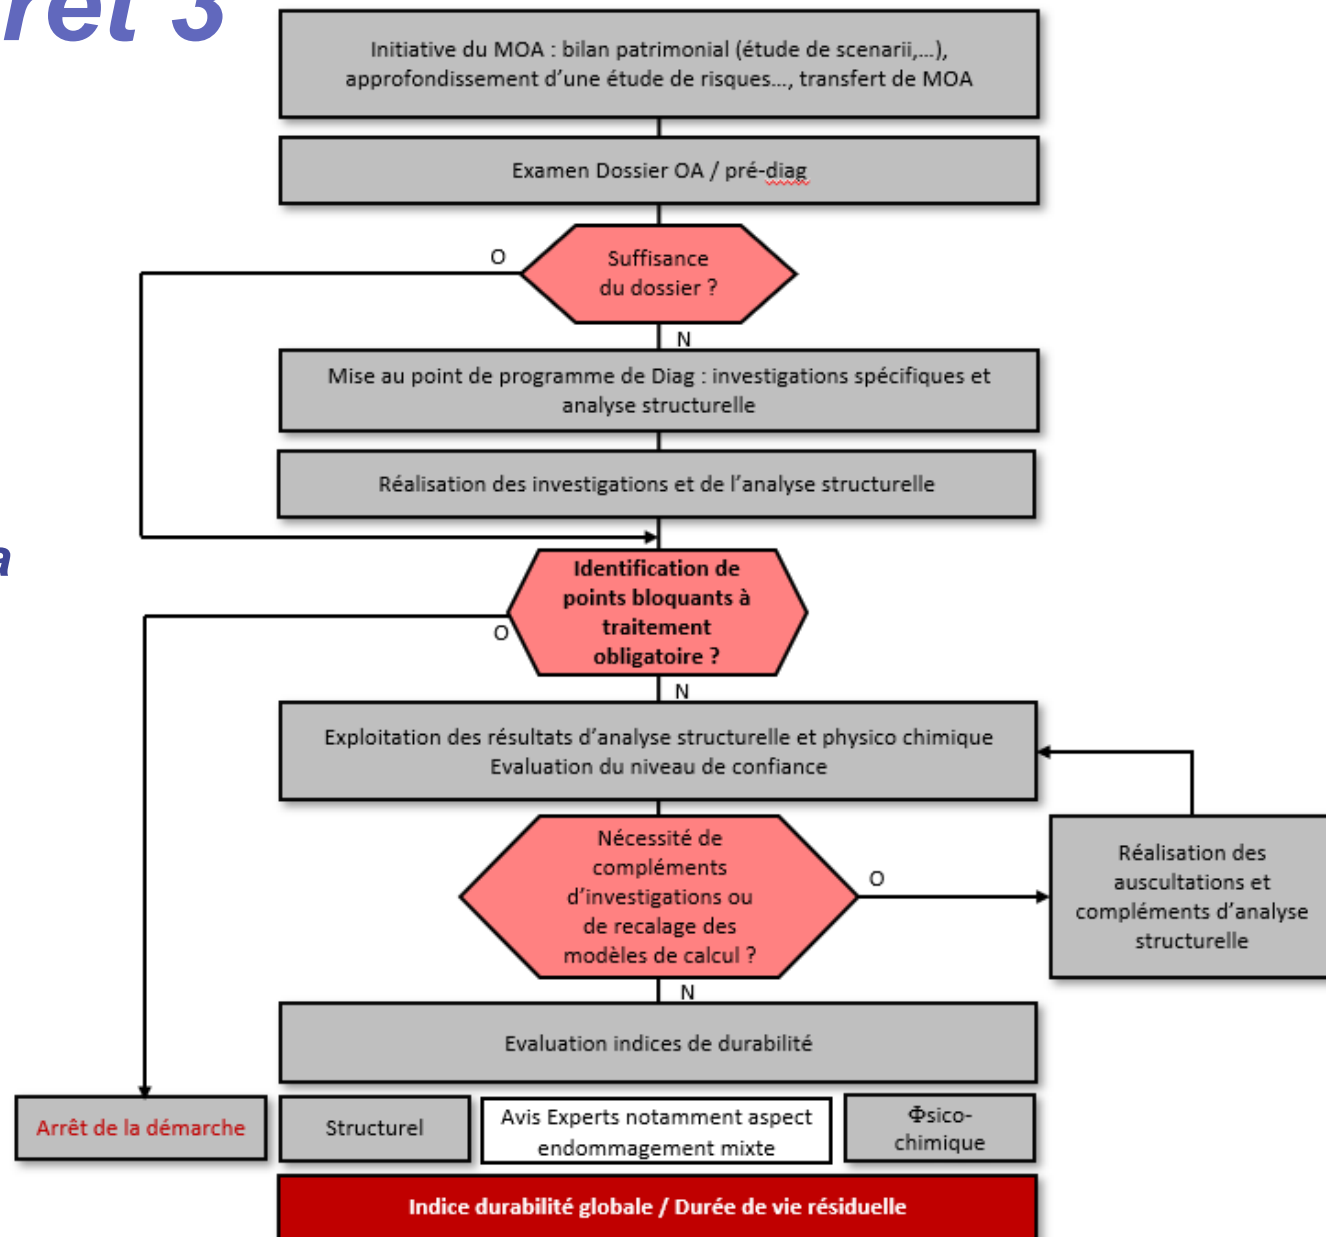 ret 3
Initiative du MOA : bilan patrimonial (étude de scenarii,...),
approfondissement d'une étude de risques..., transfert de MOA
Examen Dossier OA / pré-diag
O
Suffisance
du dossier ?
N
Mise au point de programme de Diag : investigations spécifiques et
analyse structurelle
Réalisation des investigations et de l'analyse structurelle
a
Identification de
points bloquants à
traitement
obligatoire ?
O
N
Exploitation des résultats d'analyse structurelle et physico chimique
Evaluation du niveau de confiance
Nécessité de
compléments
d'investigations ou
de recalage des
modèles de calcul ?
O
Réalisation des
auscultations et
compléments d'analyse
structurelle
N
Evaluation indices de durabilité
Arrêt de la démarche
Structurel
Avis Experts notamment aspect
endommagement mixte
Φsico-
chimique
Indice durabilité globale / Durée de vie résiduelle